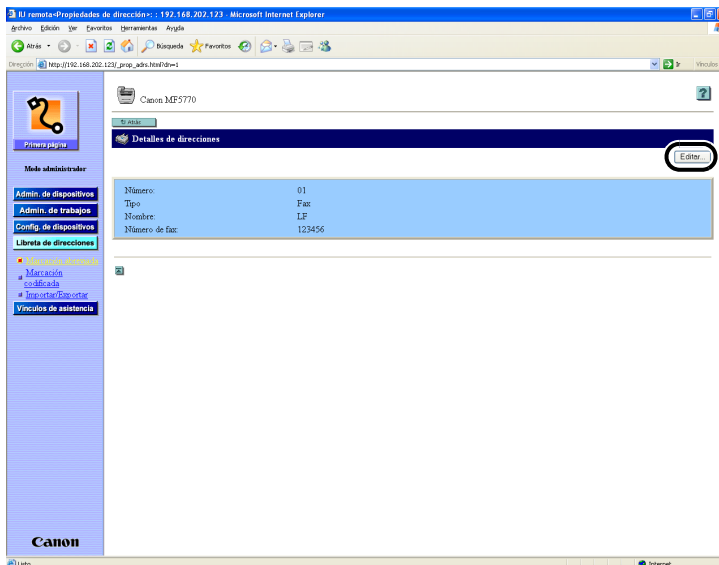 IU remota<Propiedades de dirección>: : 192.168.202.123 - Microsoft Internet Explorer
Archivo Edición Ver Favoritos Herramientas Ayuda
Atrás Búsqueda Favoritos
Dirección http://192.168.202.123/_prop_adrs.html?dn=1 Ir Vínculos
Canon MF5770
Atrás
Detalles de direcciones
Editar...
Primera página
Modo administrador
Admin. de dispositivos
Admin. de trabajos
Config. de dispositivos
Libreta de direcciones
Marcación abreviada
Marcación
codificada
Importar/Exportar
Vínculos de asistencia
Número: 01
Tipo Fax
Nombre: LF
Número de fax: 123456
Canon
Listo Internet